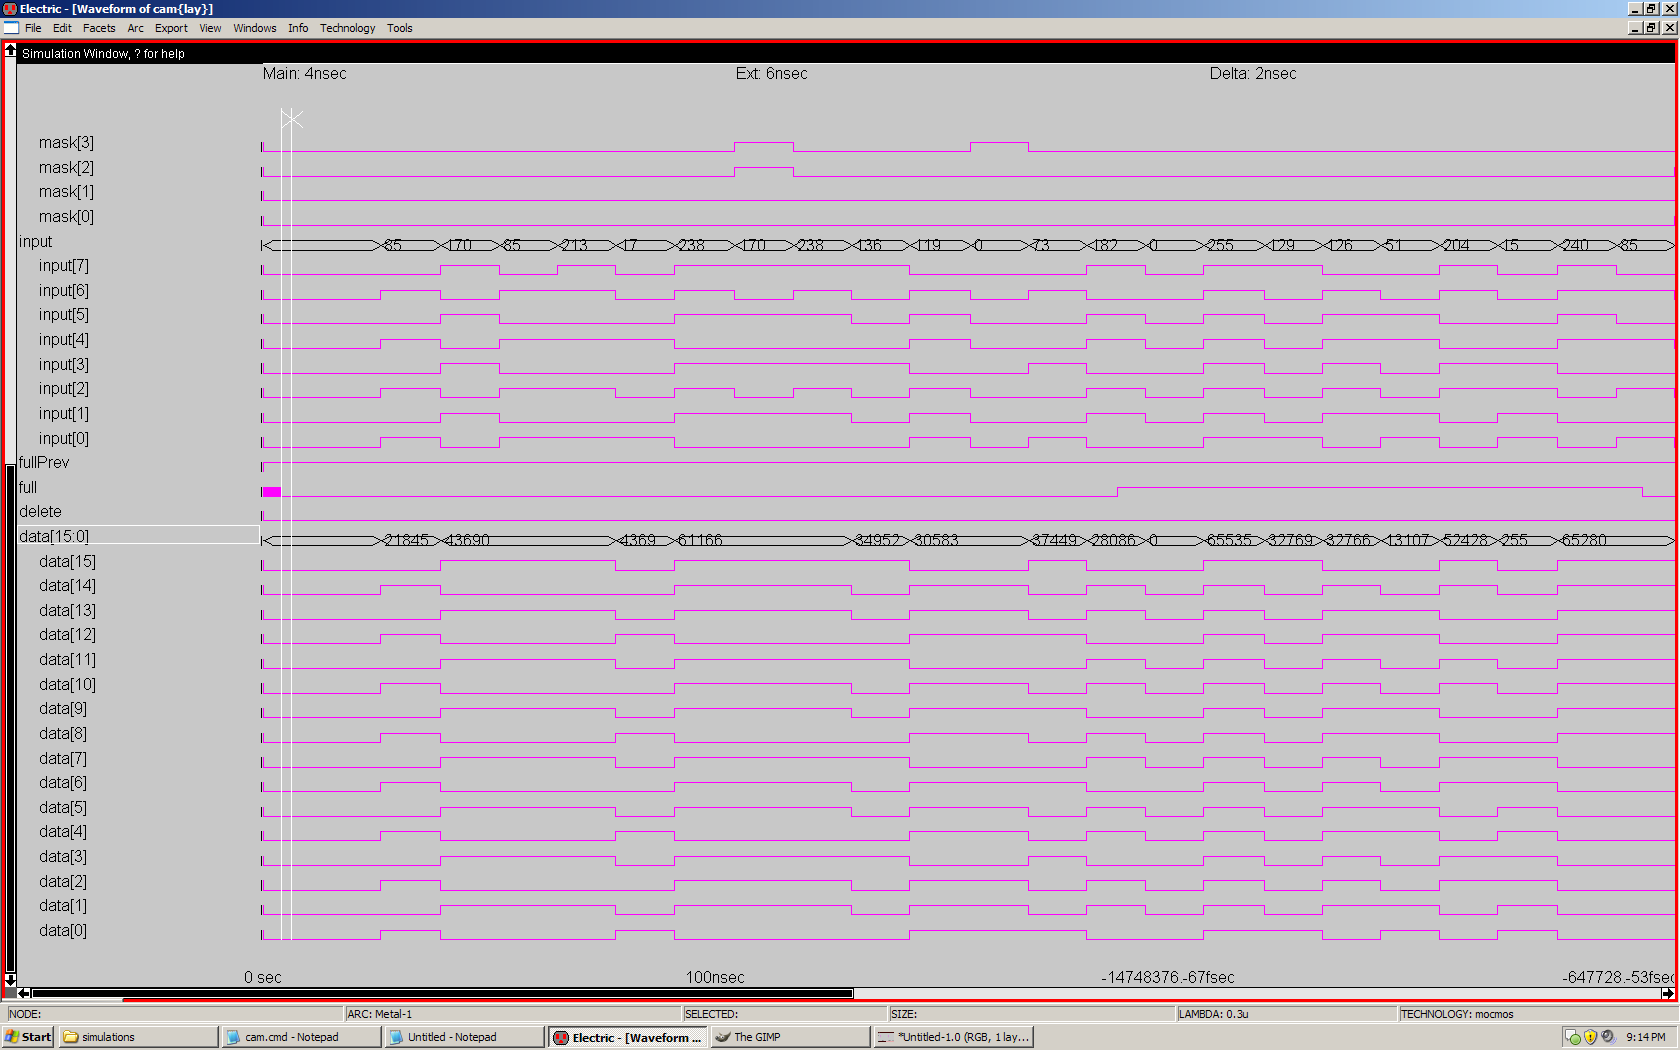 Electric - [Waveform of cam{lay}]
File Edit Facets Arc Export View Windows Info Technology Tools
Simulation Window, ? for help
Main: 4nsec Ext: 6nsec Delta: 2nsec
mask[3]
mask[2]
mask[1]
mask[0]
input 85 170 85 213 17 238 170 238 136 119 0 73 182 0 255 129 126 51 204 15 240 85
input[7]
input[6]
input[5]
input[4]
input[3]
input[2]
input[1]
input[0]
fullPrev
full
delete
data[15:0] 21845 43690 4369 61166 34952 30583 37449 28086 0 65535 32769 32766 13107 52428 255 65280
data[15]
data[14]
data[13]
data[12]
data[11]
data[10]
data[9]
data[8]
data[7]
data[6]
data[5]
data[4]
data[3]
data[2]
data[1]
data[0]
0 sec 100nsec -14748376.-67fsec -647728.-53fsec
NODE: ARC: Metal-1 SELECTED: SIZE: LAMBDA: 0.3u TECHNOLOGY: mocmos
Start simulations cam.cmd - Notepad Untitled - Notepad Electric - [Waveform ... The GIMP *Untitled-1.0 (RGB, 1 lay... 9:14 PM